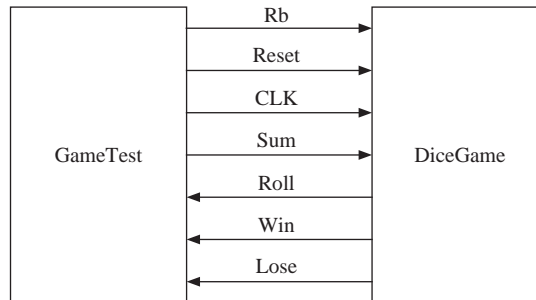 Rb
Reset
CLK
Sum
GameTest
DiceGame
Roll
Win
Lose